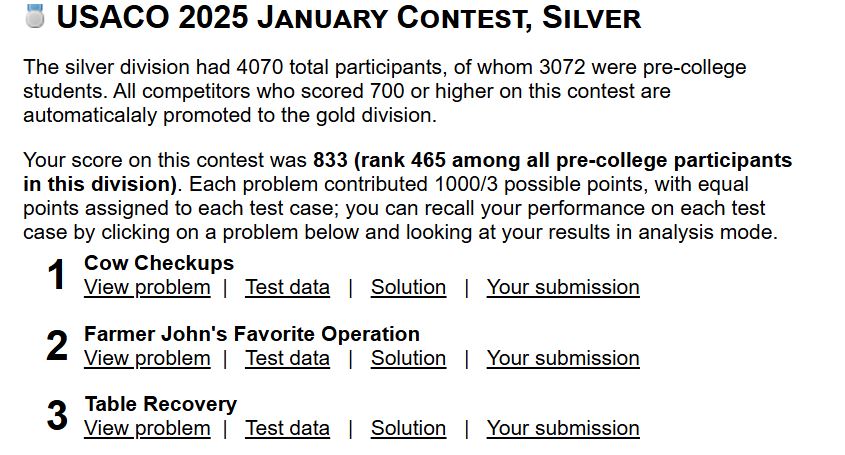 USACO 2025 January Contest, Silver
The silver division had 4070 total participants, of whom 3072 were pre-college
students. All competitors who scored 700 or higher on this contest are
automaticalaly promoted to the gold division.
Your score on this contest was 833 (rank 465 among all pre-college participants
in this division). Each problem contributed 1000/3 possible points, with equal
points assigned to each test case; you can recall your performance on each test
case by clicking on a problem below and looking at your results in analysis mode.
1 Cow Checkups
View problem | Test data | Solution | Your submission
2 Farmer John's Favorite Operation
View problem | Test data | Solution | Your submission
3 Table Recovery
View problem | Test data | Solution | Your submission